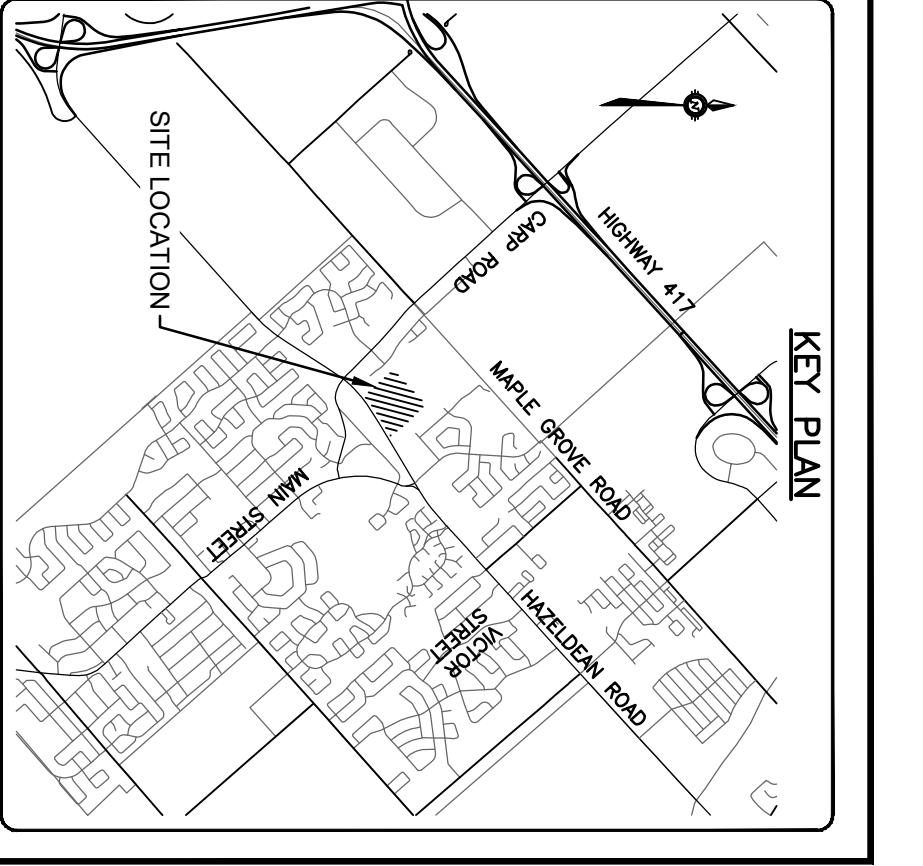 KEY PLAN
HIGHWAY 417
CARP ROAD
MAPLE GROVE ROAD
SITE LOCATION
MAIN STREET
HAZELDEAN ROAD
VICTOR
STREET
N